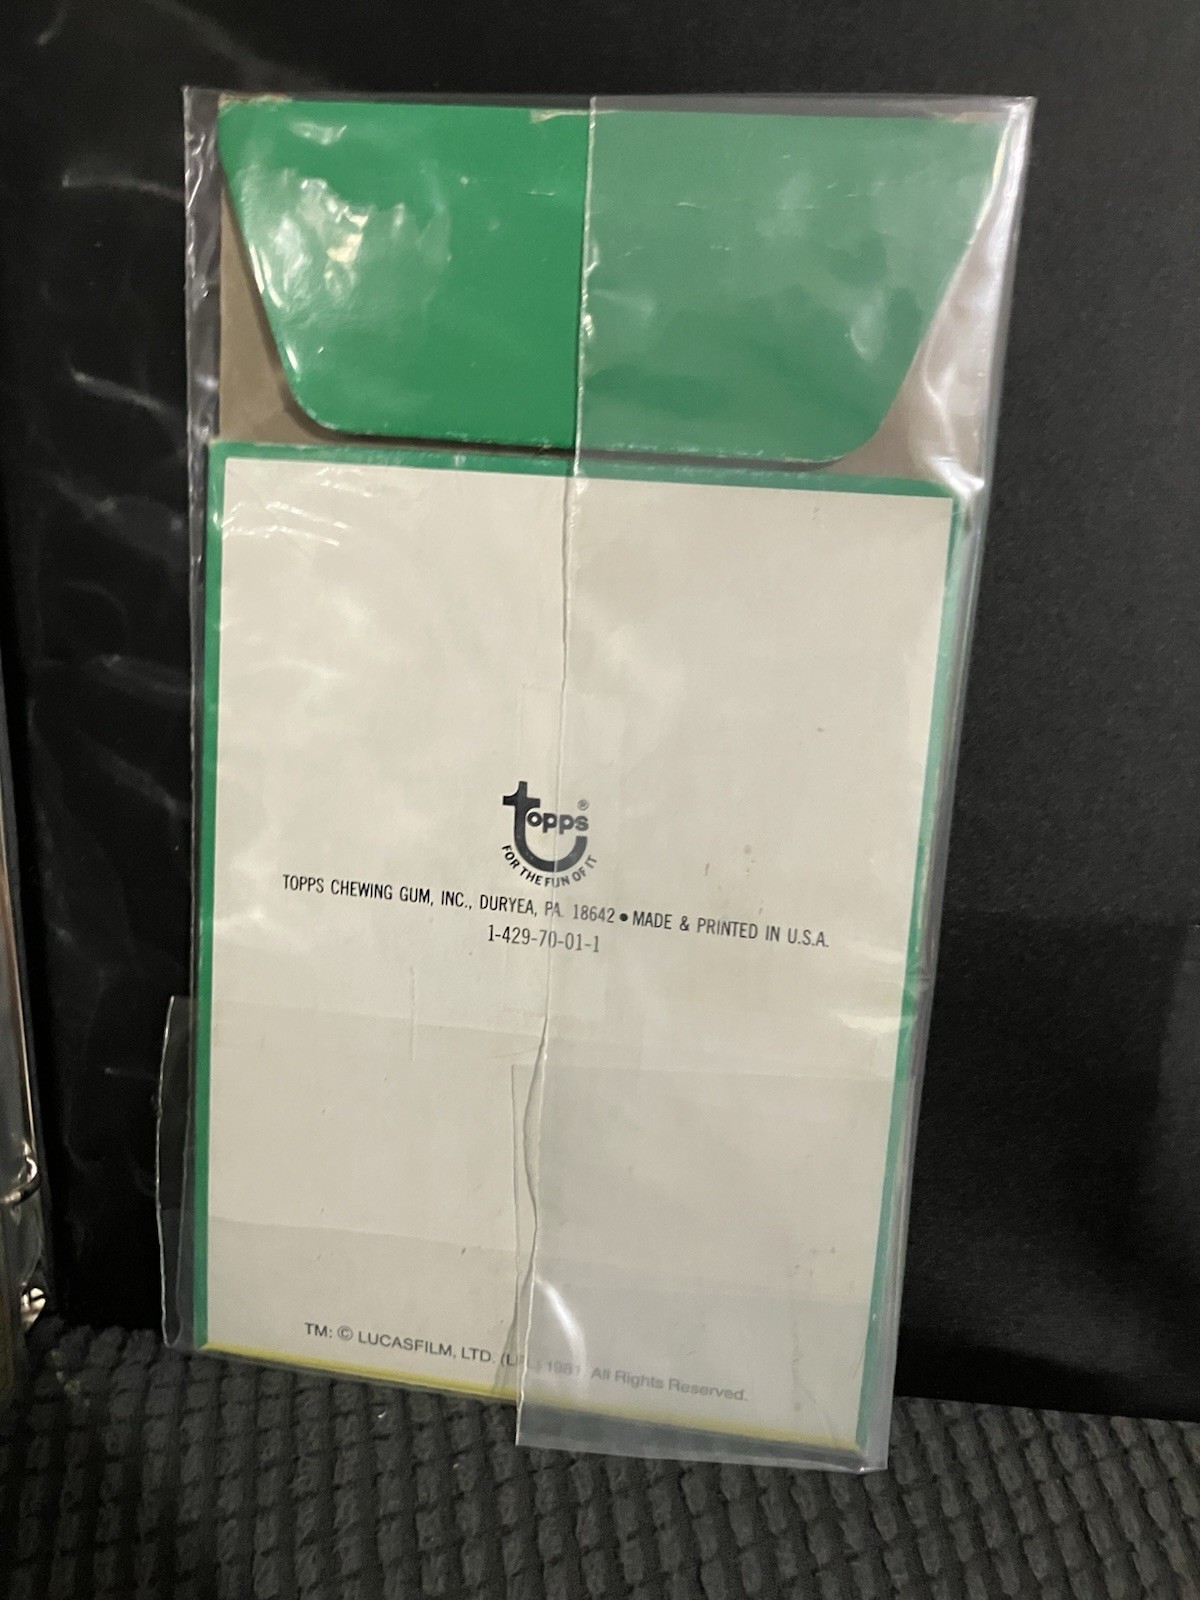 topps®
FOR THE FUN OF IT
TOPPS CHEWING GUM, INC., DURYEA, PA. 18642 • MADE & PRINTED IN U.S.A.
1-429-70-01-1
TM: © LUCASFILM, LTD. 1981 All Rights Reserved.